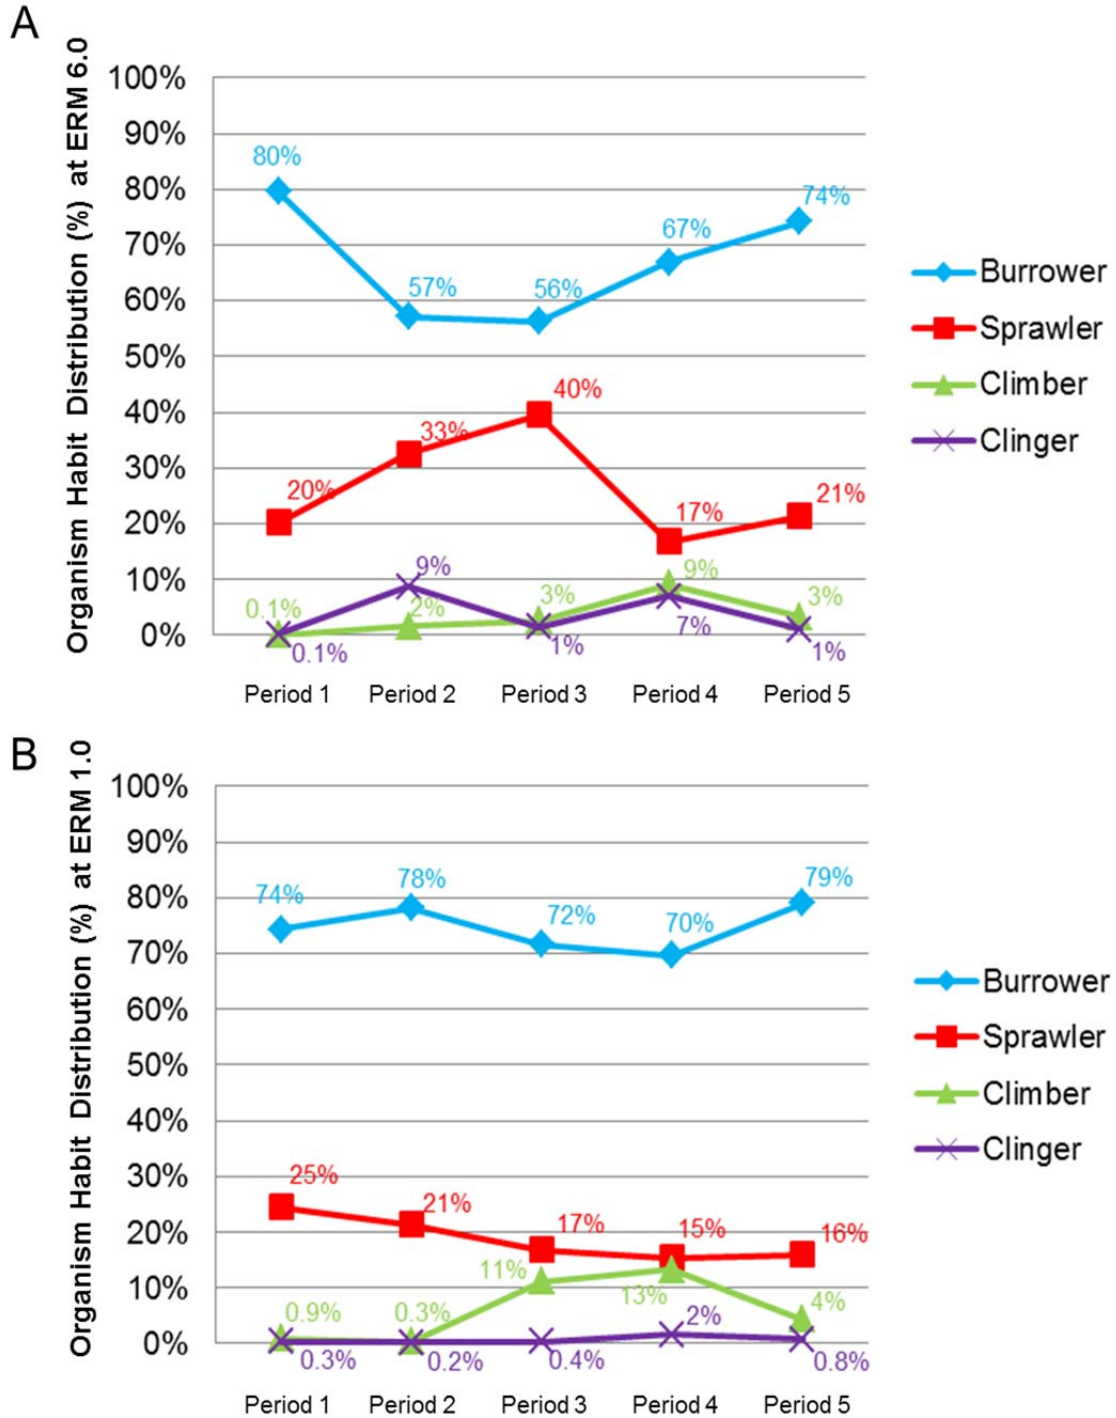 A
Organism Habit Distribution (%) at ERM 6.0
100%
90%
80%
70%
60%
50%
40%
30%
20%
10%
0%
80%
57%
56%
67%
74%
20%
33%
40%
17%
21%
0.1%
2%
3%
9%
3%
0.1%
9%
1%
7%
1%
Period 1
Period 2
Period 3
Period 4
Period 5
Burrower
Sprawler
Climber
Clinger
B
Organism Habit Distribution (%) at ERM 1.0
100%
90%
80%
70%
60%
50%
40%
30%
20%
10%
0%
74%
78%
72%
70%
79%
25%
21%
17%
15%
16%
0.9%
0.3%
11%
13%
4%
0.3%
0.2%
0.4%
2%
0.8%
Period 1
Period 2
Period 3
Period 4
Period 5
Burrower
Sprawler
Climber
Clinger